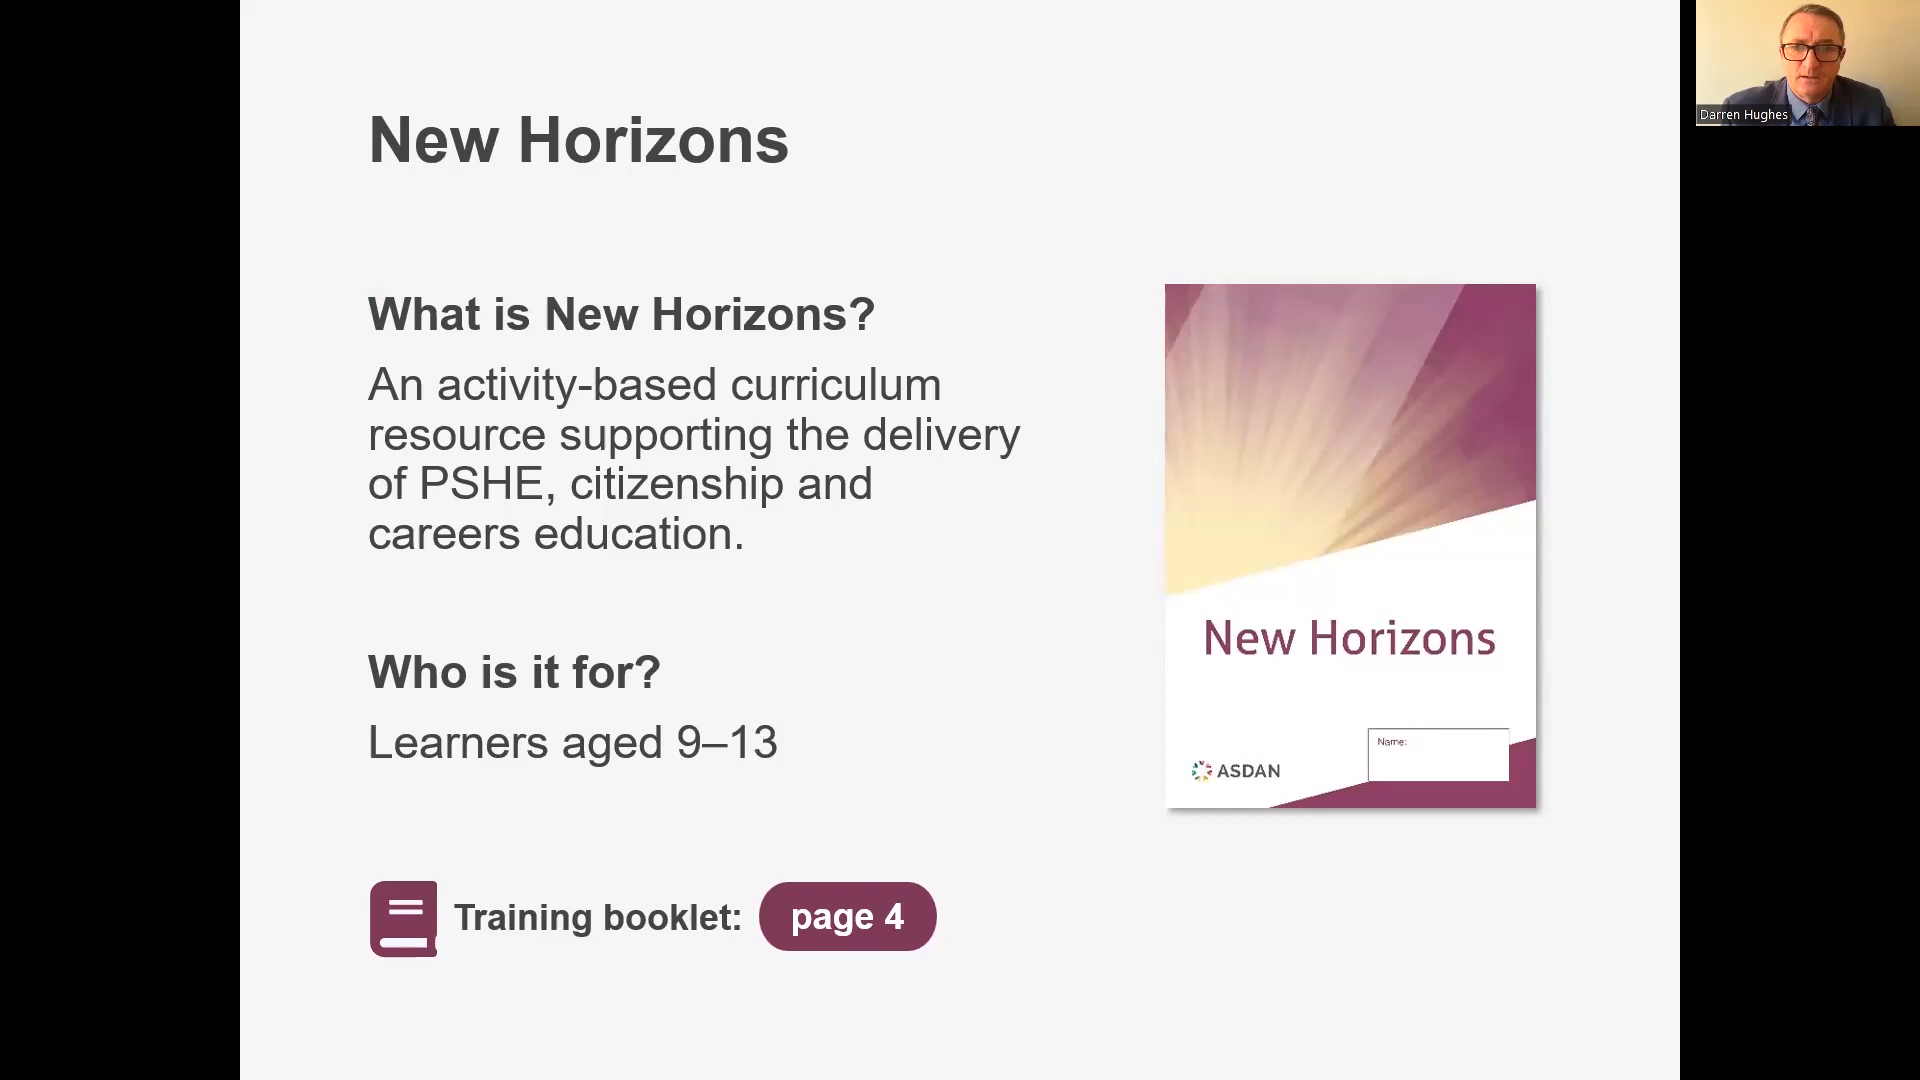 New Horizons
Darren Hughes
What is New Horizons?
An activity-based curriculum
resource supporting the delivery
of PSHE, citizenship and
careers education.
Who is it for?
Learners aged 9–13
Training booklet: page 4
New Horizons
Name:
ASDAN